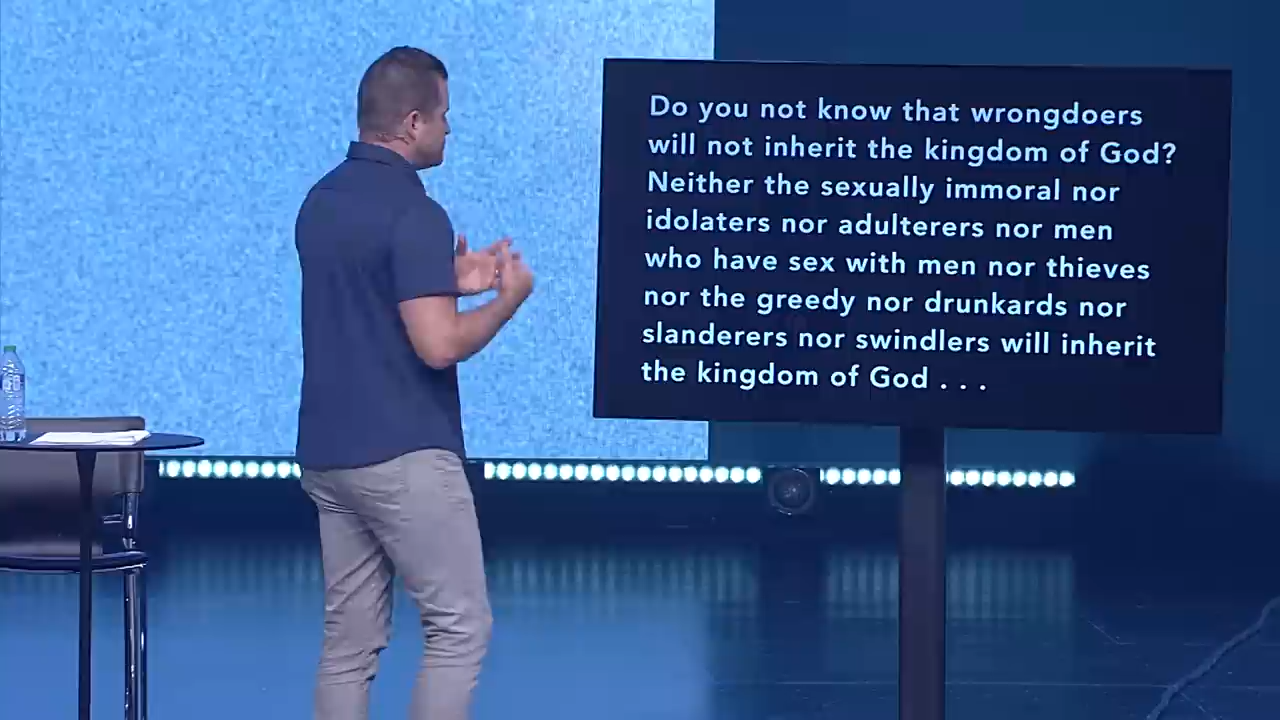 Do you not know that wrongdoers
will not inherit the kingdom of God?
Neither the sexually immoral nor
idolaters nor adulterers nor men
who have sex with men nor thieves
nor the greedy nor drunkards nor
slanderers nor swindlers will inherit
the kingdom of God . . .